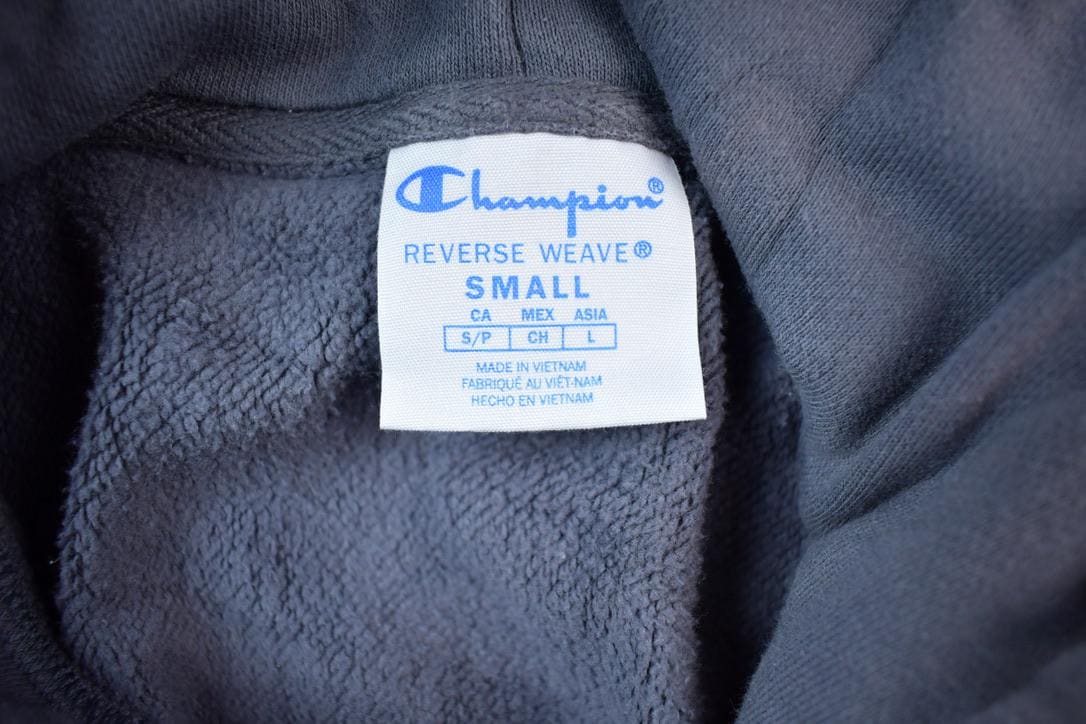 Champion®
REVERSE WEAVE®
SMALL
CA MEX ASIA
S/P CH L
MADE IN VIETNAM
FABRIQUÉ AU VIÊT-NAM
HECHO EN VIETNAM